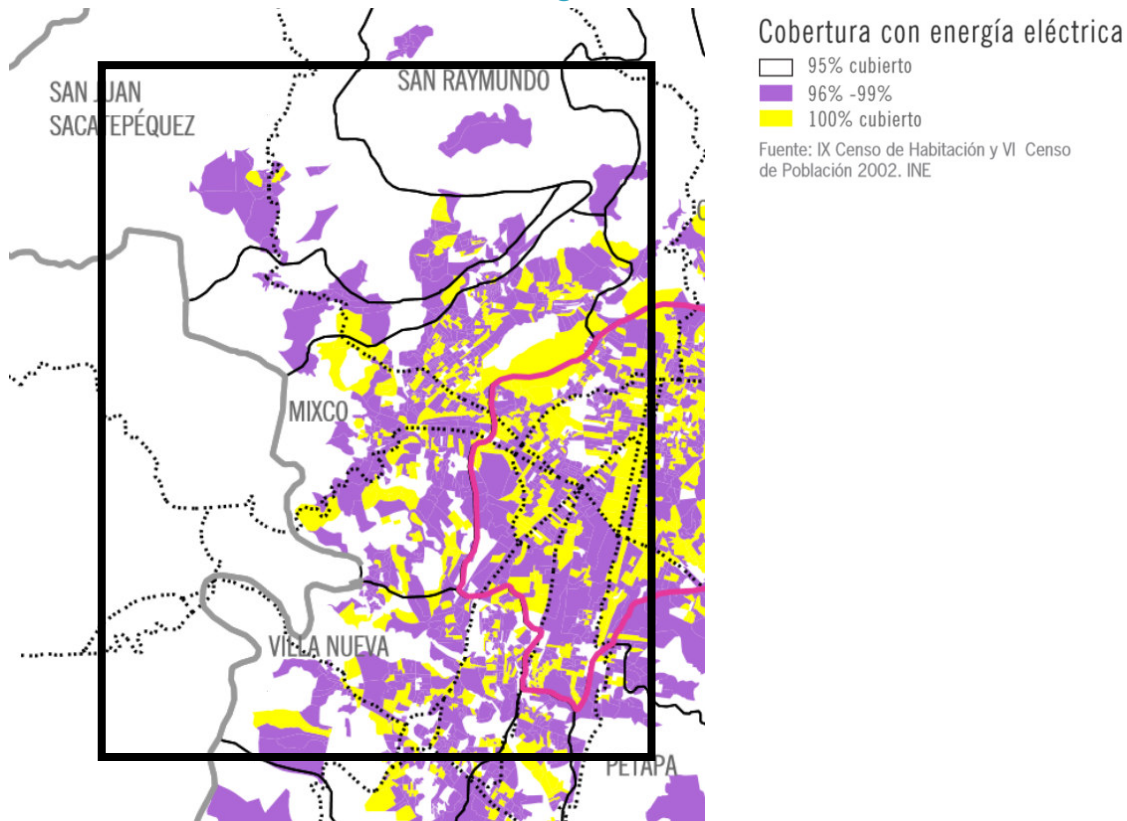 SAN JUAN
SACATEPÉQUEZ
SAN RAYMUNDO
MIXCO
VILLA NUEVA
PETAPA
Cobertura con energía eléctrica
95% cubierto
96% -99%
100% cubierto
Fuente: IX Censo de Habitación y VI Censo
de Población 2002. INE